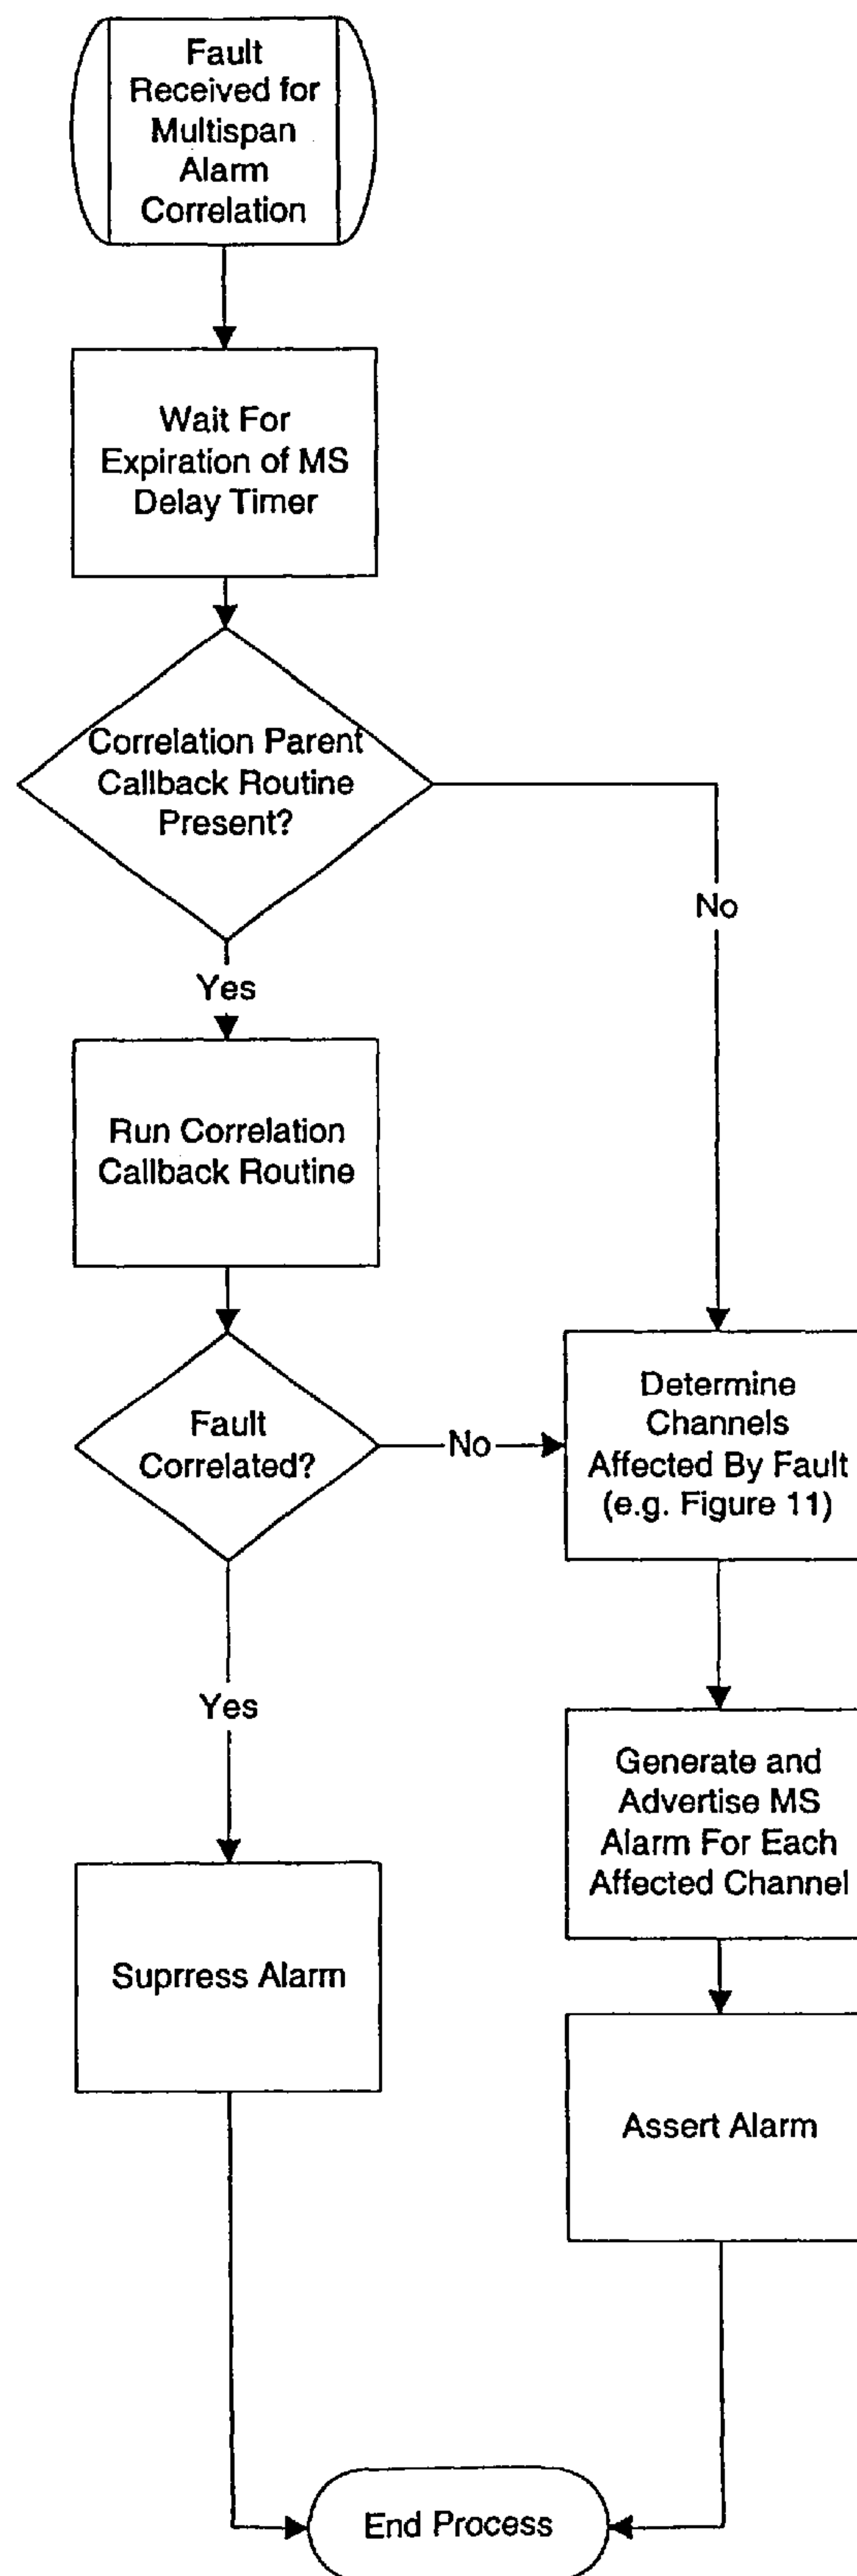 Fault
Received for
Multispan
Alarm
Correlation
Wait For
Expiration of MS
Delay Timer
Correlation Parent
Callback Routine
Present?
No
Yes
Run Correlation
Callback Routine
Fault
Correlated?
No
Determine
Channels
Affected By Fault
(e.g. Figure 11)
Yes
Generate and
Advertise MS
Alarm For Each
Affected Channel
Suprress Alarm
Assert Alarm
End Process